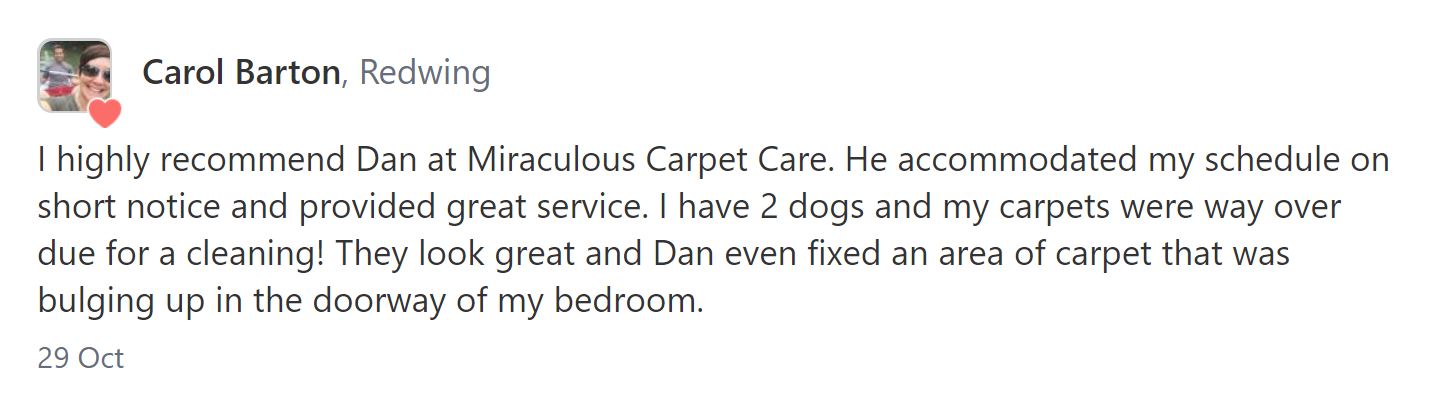 Carol Barton, Redwing
I highly recommend Dan at Miraculous Carpet Care. He accommodated my schedule on
short notice and provided great service. I have 2 dogs and my carpets were way over
due for a cleaning! They look great and Dan even fixed an area of carpet that was
bulging up in the doorway of my bedroom.
29 Oct